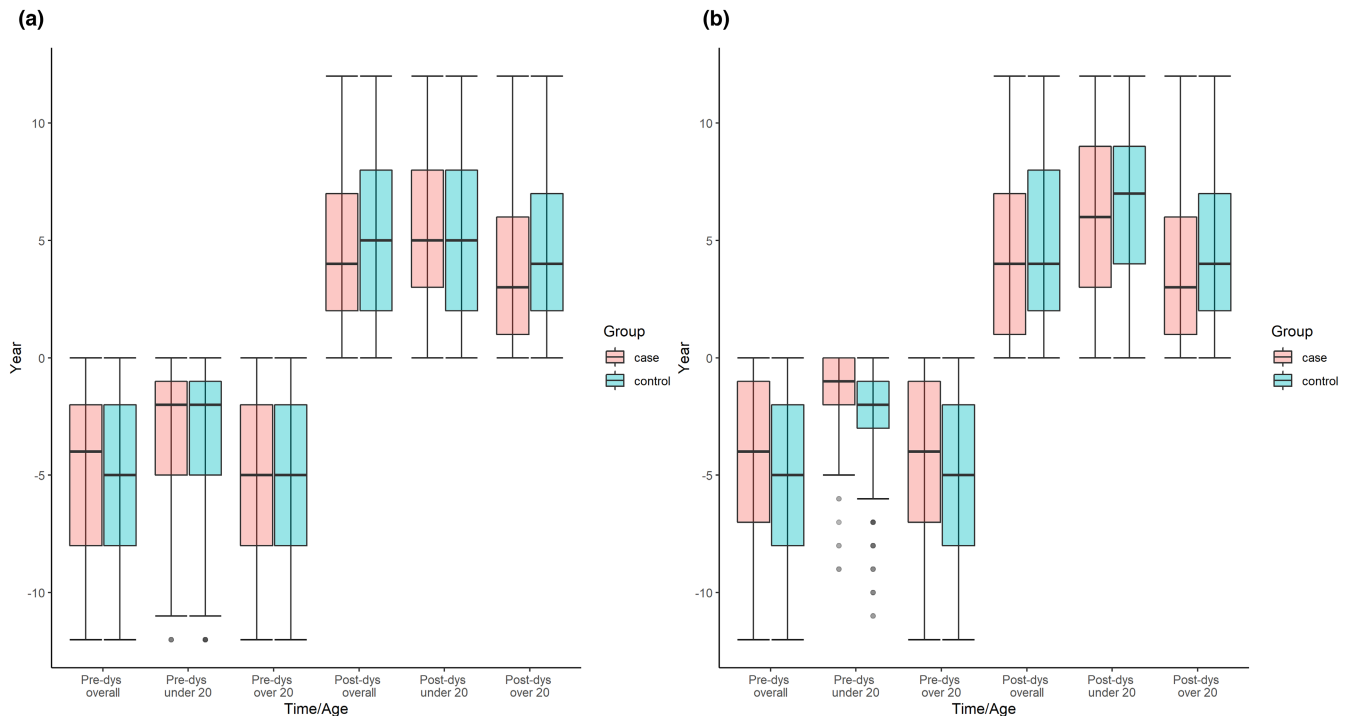 (a)
Year
10
5
0
-5
-10
Pre-dys
overall
Pre-dys
under 20
Pre-dys
over 20
Post-dys
overall
Post-dys
under 20
Post-dys
over 20
Time/Age
Group
case
control
(b)
Year
10
5
0
-5
-10
Pre-dys
overall
Pre-dys
under 20
Pre-dys
over 20
Post-dys
overall
Post-dys
under 20
Post-dys
over 20
Time/Age
Group
case
control